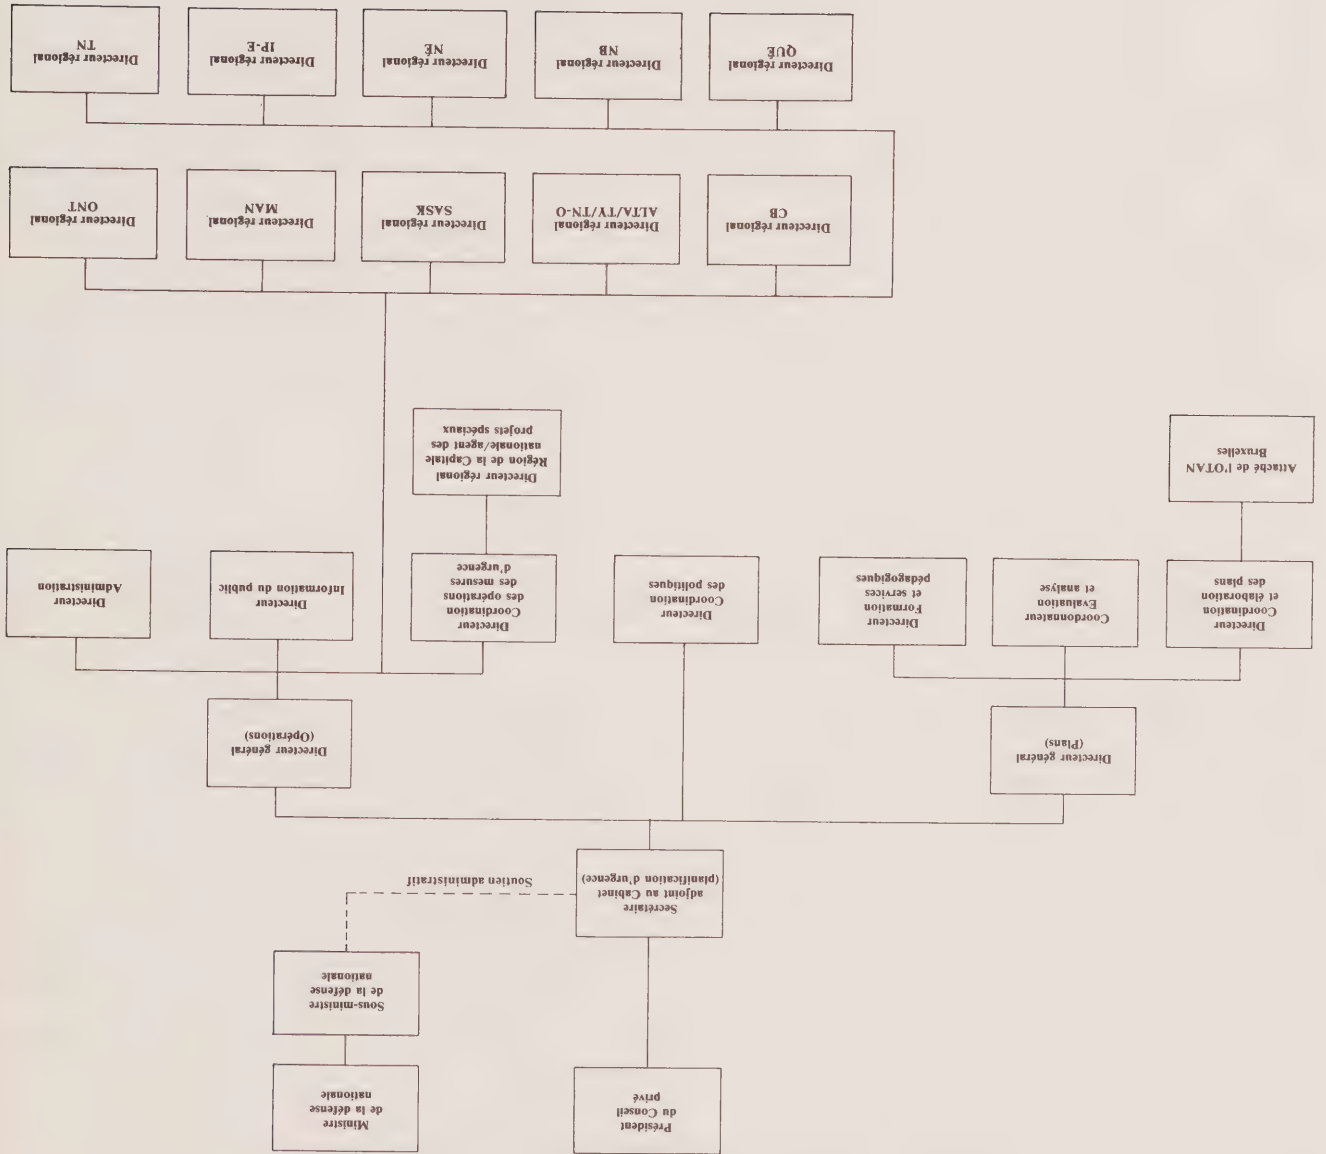 Président
du Conseil
privé
Ministre
de la défense
nationale
Sous-ministre
de la défense
nationale
Secrétaire
adjoint au Cabinet
(planification d'urgence)
Soutien administratif
Directeur général
(Plans)
Directeur général
(Opérations)
Directeur
Coordination
et élaboration
des plans
Coordonnateur
Evaluation
et analyse
Directeur
Formation
et services
pédagogiques
Directeur
Coordination
des politiques
Directeur
Coordination
des opérations
des mesures
d'urgence
Directeur
Information du public
Directeur
Administration
Attaché de l'OTAN
Bruxelles
Directeur régional
Région de la Capitale
nationale/agent des
projets spéciaux
Directeur régional
CB
Directeur régional
ALTA/TY/TN-O
Directeur régional
SASK
Directeur régional
MAN
Directeur régional
ONT
Directeur régional
QUÉ
Directeur régional
NB
Directeur régional
NÉ
Directeur régional
IP-E
Directeur régional
TN